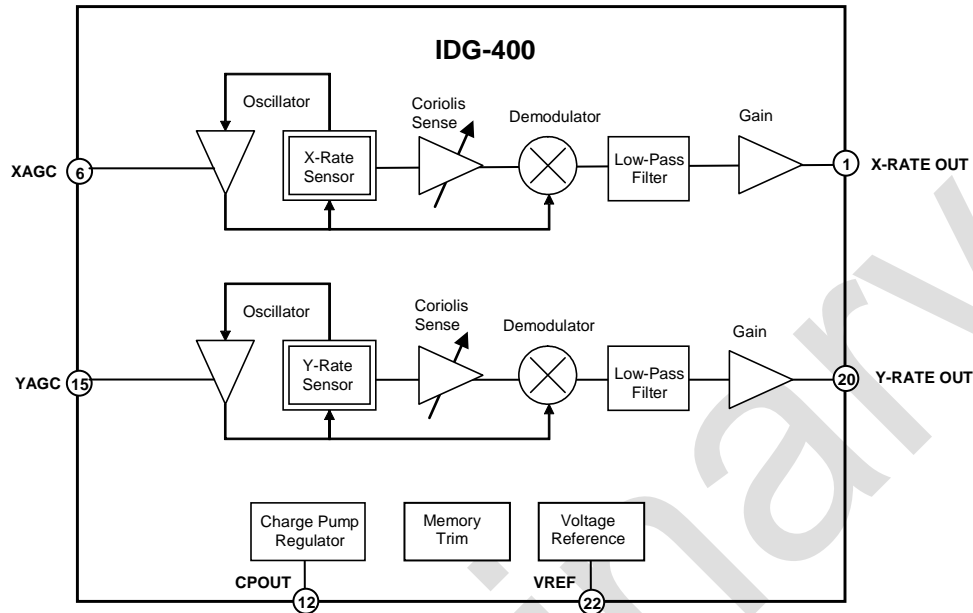 IDG-400
Oscillator
Coriolis
Sense
Demodulator
Gain
XAGC
6
X-Rate
Sensor
Low-Pass
Filter
1
X-RATE OUT
Oscillator
Coriolis
Sense
Demodulator
Gain
YAGC
15
Y-Rate
Sensor
Low-Pass
Filter
20
Y-RATE OUT
Charge Pump
Regulator
Memory
Trim
Voltage
Reference
CPOUT
12
VREF
22
inary